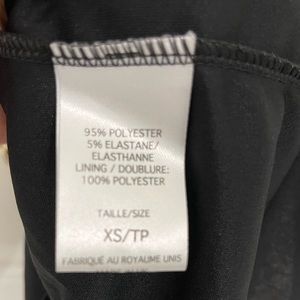 95% POLYESTER
5% ELASTANE/
ELASTHANNE
LINING / DOUBLURE:
100% POLYESTER
TAILLE/SIZE
XS/TP
FABRIQUÉ AU ROYAUME UNIS